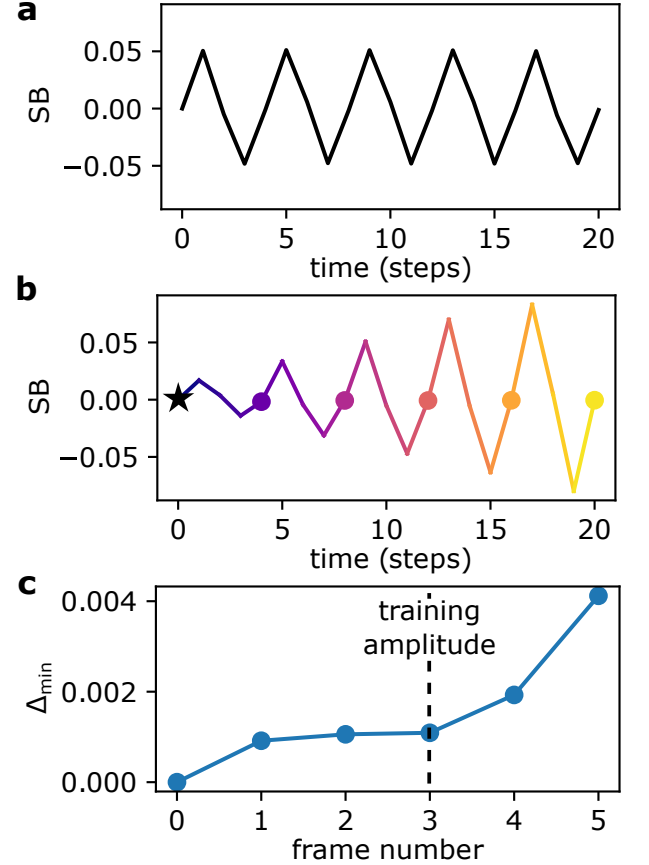 a
0.05
0.00
−0.05
SB
0 5 10 15 20
time (steps)
b
0.05
0.00
−0.05
SB
0 5 10 15 20
time (steps)
c
0.004
0.002
0.000
Δmin
training
amplitude
0 1 2 3 4 5
frame number